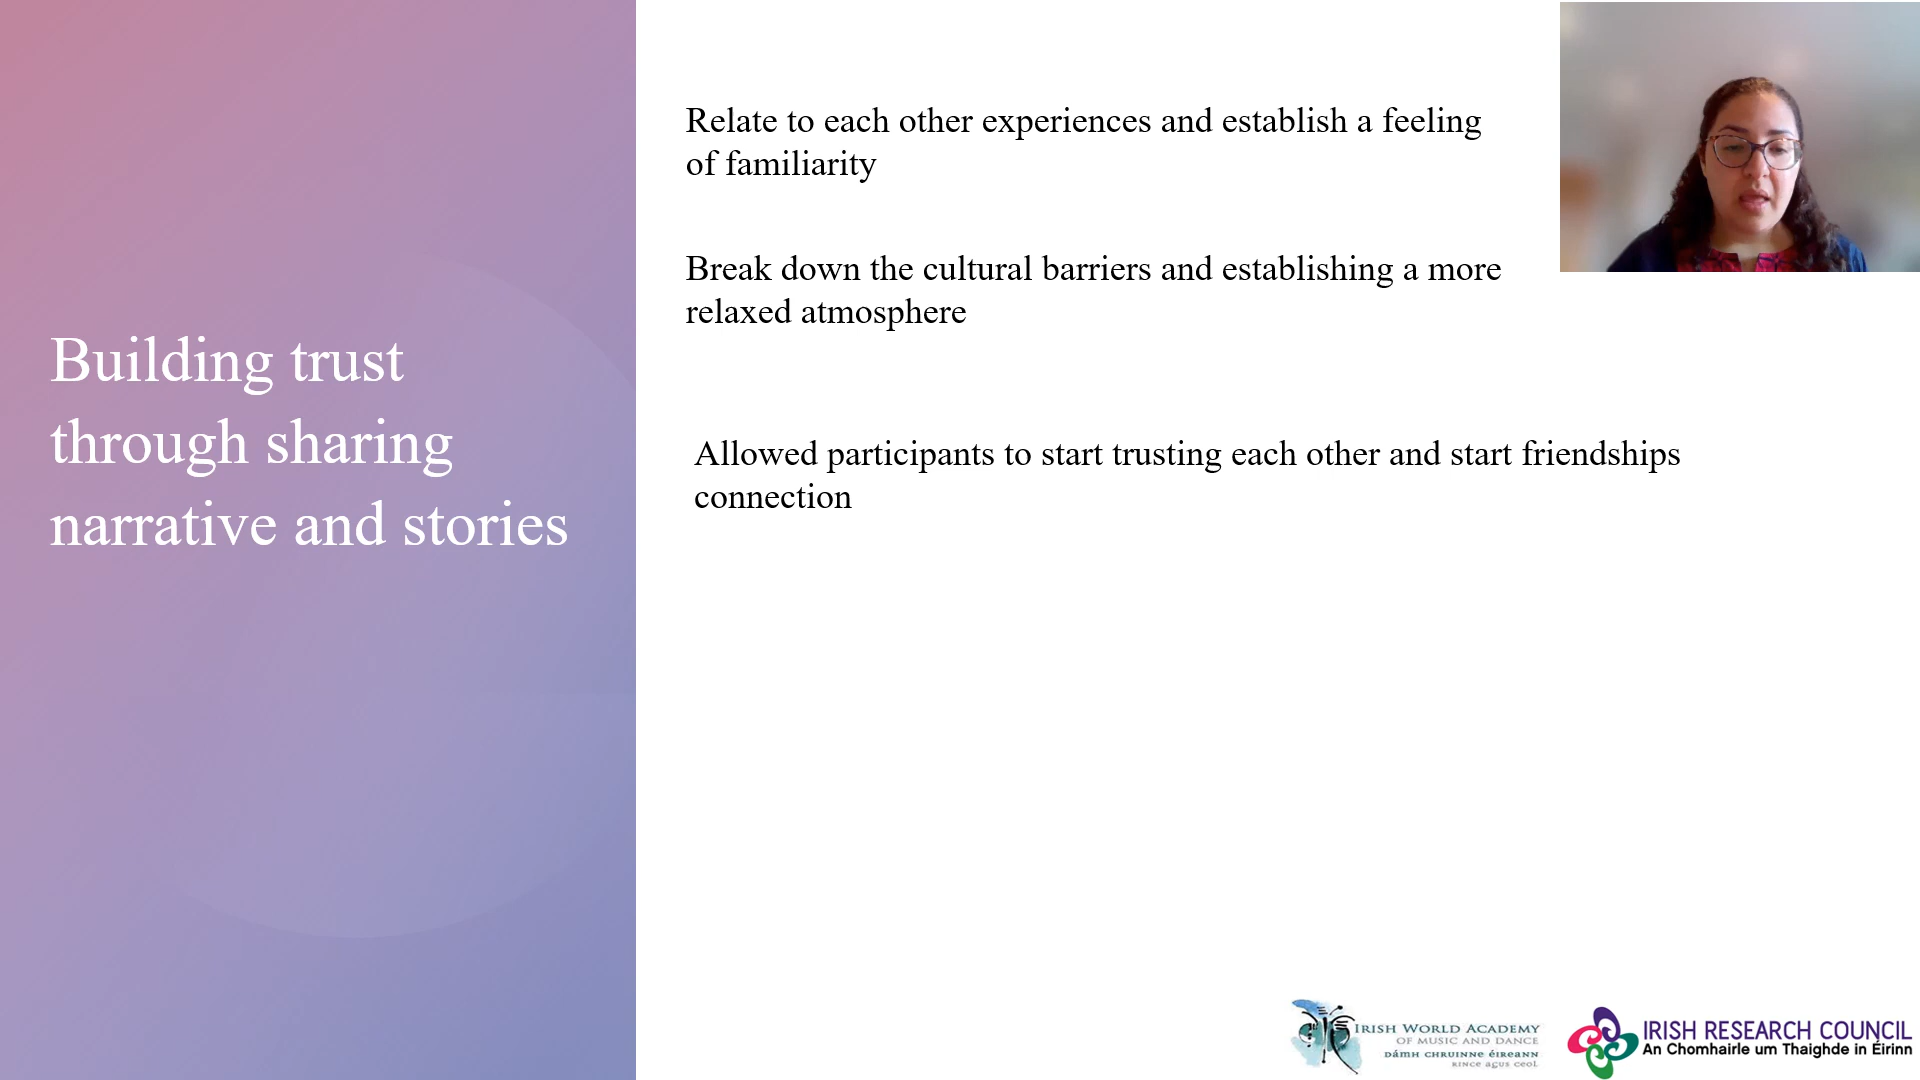 Building trust
through sharing
narrative and stories
Relate to each other experiences and establish a feeling
of familiarity
Break down the cultural barriers and establishing a more
relaxed atmosphere
Allowed participants to start trusting each other and start friendships
connection
IRISH WORLD ACADEMY
OF MUSIC AND DANCE
DÁMH CHRUINNE ÉIREANN
RINCE AGUS CEOL
IRISH RESEARCH COUNCIL
An Chomhairle um Thaighde in Éirinn